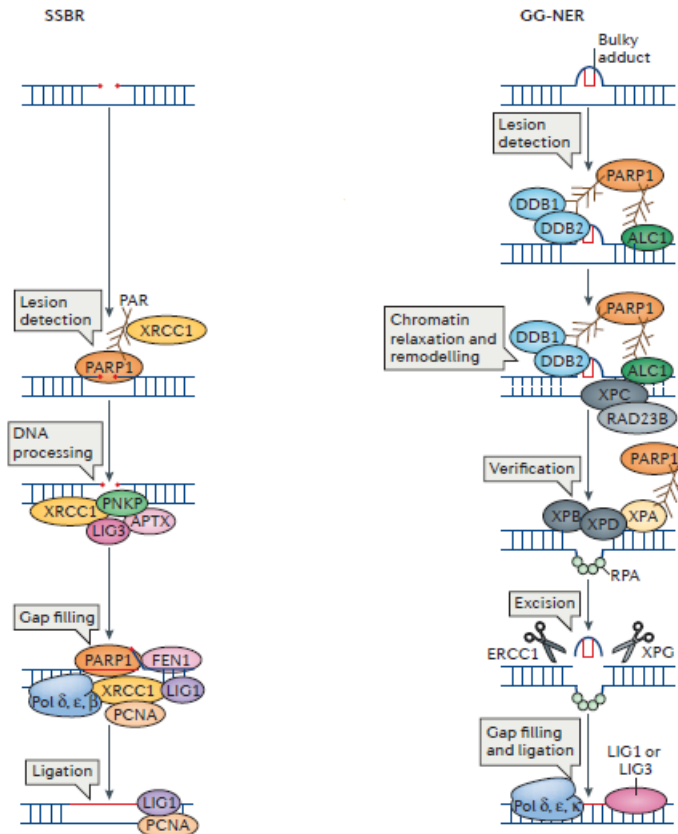 SSBR
Lesion
detection
PAR
XRCC1
PARP1
DNA
processing
PNKP
XRCC1
APTX
LIG3
Gap filling
PARP1
FEN1
XRCC1
LIG1
Pol δ, ε, β
PCNA
Ligation
LIG1
PCNA
GG-NER
Bulky
adduct
Lesion
detection
PARP1
DDB1
DDB2
ALC1
Chromatin
relaxation and
remodelling
PARP1
DDB1
DDB2
ALC1
XPC
RAD23B
PARP1
Verification
XPB
XPD
XPA
RPA
Excision
ERCC1
XPG
Gap filling
and ligation
LIG1 or
LIG3
Pol δ, ε, κ